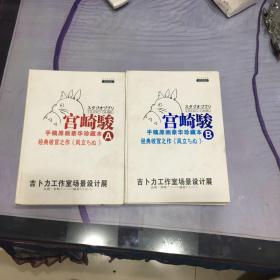 スタジオジブリ
宫崎駿
手稿原画豪华珍藏本
A
经典收官之作《风立ちぬ》
吉卜力工作室场景设计展
スタジオジブリ
宫崎駿
手稿原画豪华珍藏本
B
经典收官之作《风立ちぬ》
吉卜力工作室场景设计展